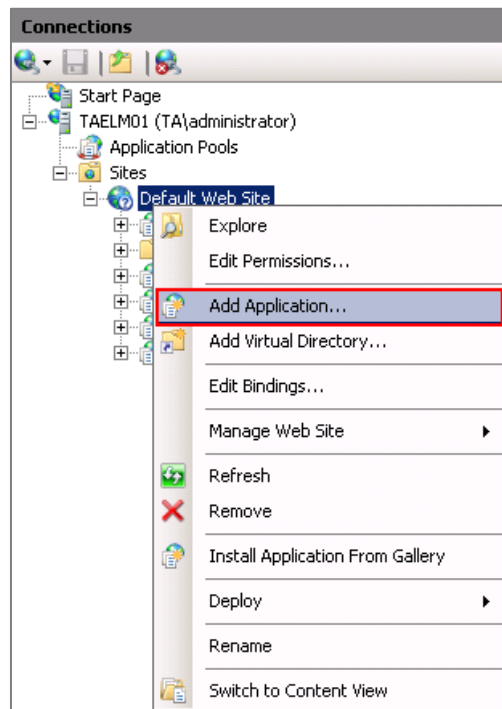 Connections
Start Page
TAELM01 (TA\administrator)
Application Pools
Sites
Default Web Site
Explore
Edit Permissions...
Add Application...
Add Virtual Directory...
Edit Bindings...
Manage Web Site
Refresh
Remove
Install Application From Gallery
Deploy
Rename
Switch to Content View